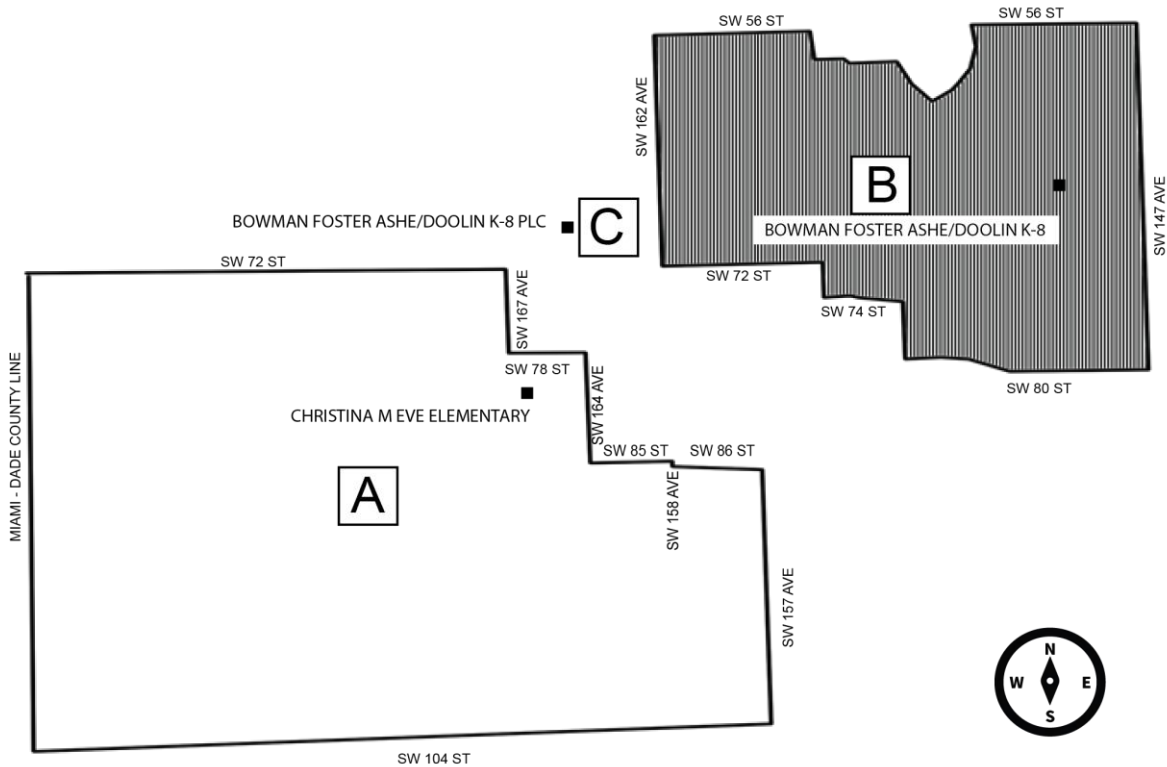 SW 56 ST
SW 56 ST
SW 162 AVE
B
SW 147 AVE
BOWMAN FOSTER ASHE/DOOLIN K-8 PLC
C
BOWMAN FOSTER ASHE/DOOLIN K-8
SW 72 ST
SW 72 ST
SW 167 AVE
SW 74 ST
SW 78 ST
SW 80 ST
MIAMI - DADE COUNTY LINE
CHRISTINA M EVE ELEMENTARY
SW 164 AVE
SW 85 ST
SW 86 ST
A
SW 158 AVE
SW 157 AVE
N
W
E
S
SW 104 ST